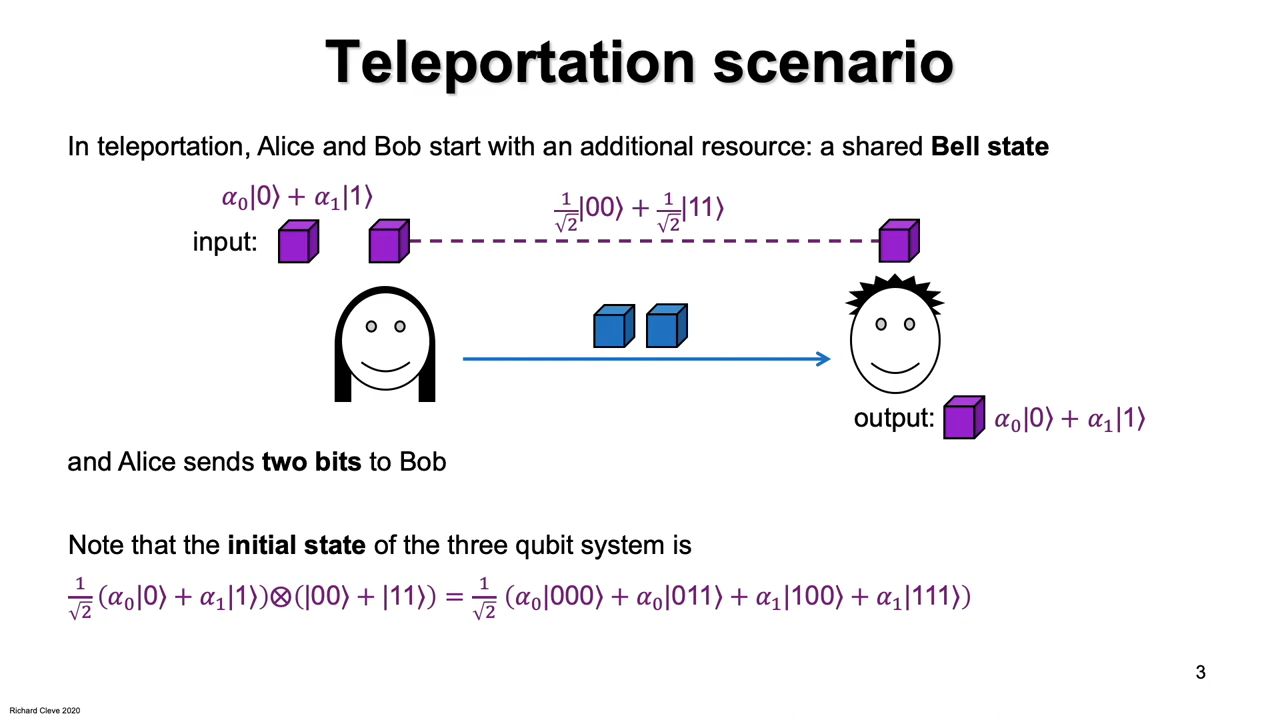 Teleportation scenario
In teleportation, Alice and Bob start with an additional resource: a shared Bell state
α₀|0⟩ + α₁|1⟩
1/√2|00⟩ + 1/√2|11⟩
input:
output: α₀|0⟩ + α₁|1⟩
and Alice sends two bits to Bob
Note that the initial state of the three qubit system is
1/√2 (α₀|0⟩ + α₁|1⟩)⊗(|00⟩ + |11⟩) = 1/√2 (α₀|000⟩ + α₀|011⟩ + α₁|100⟩ + α₁|111⟩)
3
Richard Cleve 2020